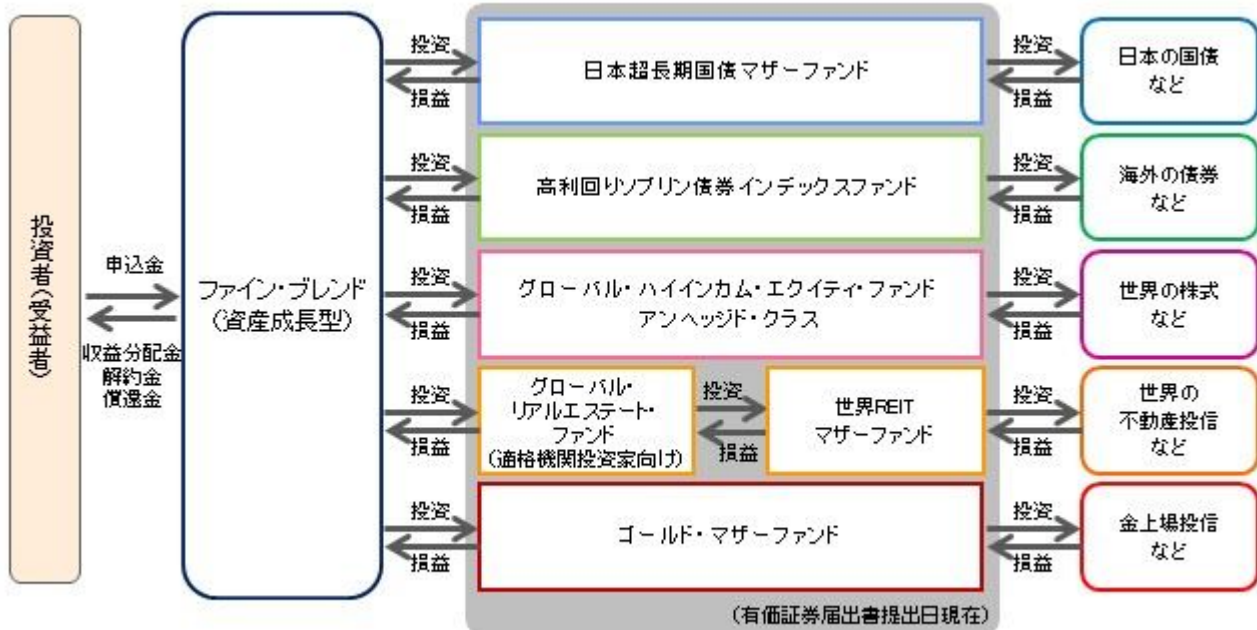 投資者(受益者)
申込金
収益分配金
解約金
償還金
ファイン・ブレンド
(資産成長型)
投資
損益
日本超長期国債マザーファンド
投資
損益
日本の国債
など
投資
損益
高利回りソブリン債券インデックスファンド
投資
損益
海外の債券
など
投資
損益
グローバル・ハイインカム・エクイティ・ファンド
アンヘッジド・クラス
投資
損益
世界の株式
など
投資
損益
グローバル・
リアルエステート・
ファンド
(適格機関投資家向け)
投資
損益
世界REIT
マザーファンド
投資
損益
世界の
不動産投信
など
投資
損益
ゴールド・マザーファンド
投資
損益
金上場投信
など
(有価証券届出書提出日現在)